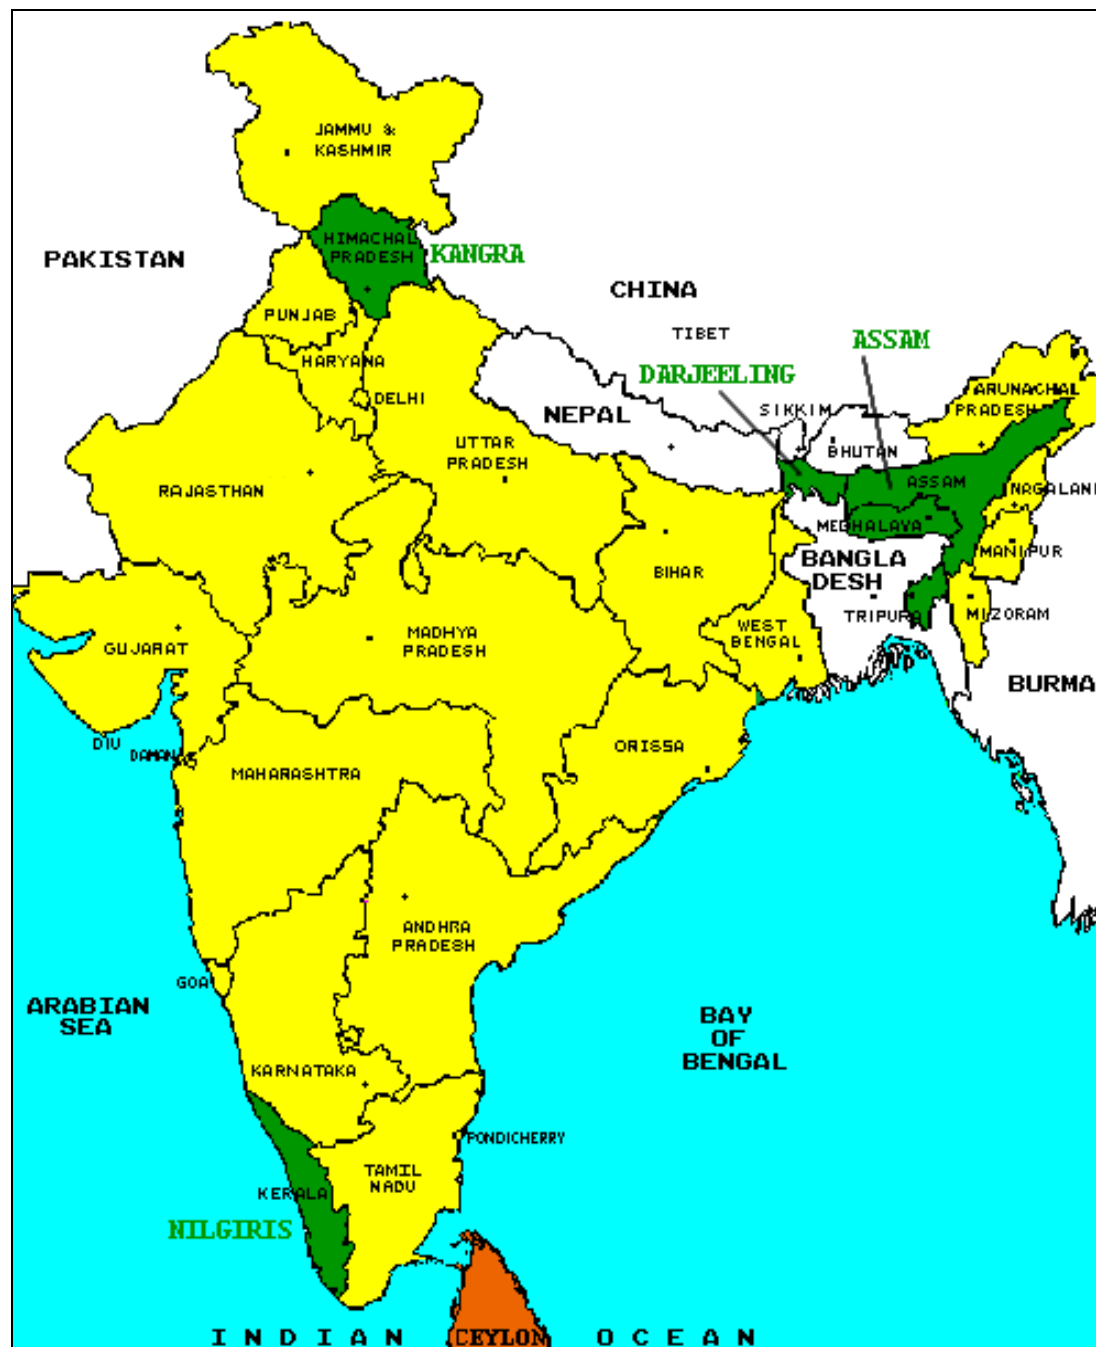 JAMMU &
KASHMIR
HIMACHAL
PRADESH
KANGRA
PAKISTAN
CHINA
PUNJAB
TIBET
ASSAM
HARYANA
DARJEELING
ARUNACHAL
PRADESH
DELHI
SIKKIM
NEPAL
BHUTAN
UTTAR
PRADESH
RAJASTHAN
ASSAM
NAGALAND
MEGHALAYA
MANIPUR
BANGLA
DESH
BIHAR
TRIPURA
MIZORAM
WEST
BENGAL
MADHYA
PRADESH
GUJARAT
BURMA
DIU
DAMAN
ORISSA
MAHARASHTRA
ANDHRA
PRADESH
GOA
ARABIAN
SEA
BAY
OF
BENGAL
KARNATAKA
PONDICHERRY
TAMIL
NADU
KERALA
NILGIRIS
INDIAN OCEAN
CEYLON